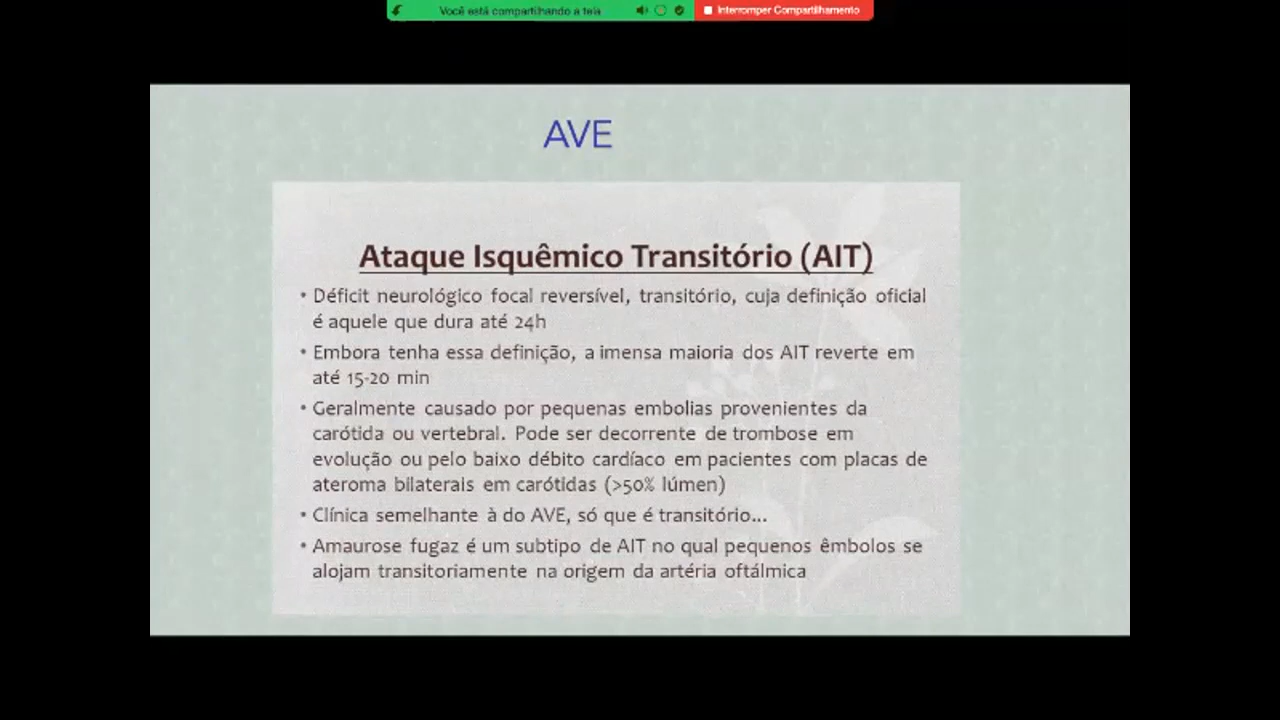 Você está compartilhando a tela
Interromper Compartilhamento
AVE
Ataque Isquêmico Transitório (AIT)
• Déficit neurológico focal reversível, transitório, cuja definição oficial
é aquele que dura até 24h
• Embora tenha essa definição, a imensa maioria dos AIT reverte em
até 15-20 min
• Geralmente causado por pequenas embolias provenientes da
carótida ou vertebral. Pode ser decorrente de trombose em
evolução ou pelo baixo débito cardíaco em pacientes com placas de
ateroma bilaterais em carótidas (>50% lúmen)
• Clínica semelhante à do AVE, só que é transitório...
• Amaurose fugaz é um subtipo de AIT no qual pequenos êmbolos se
alojam transitoriamente na origem da artéria oftálmica